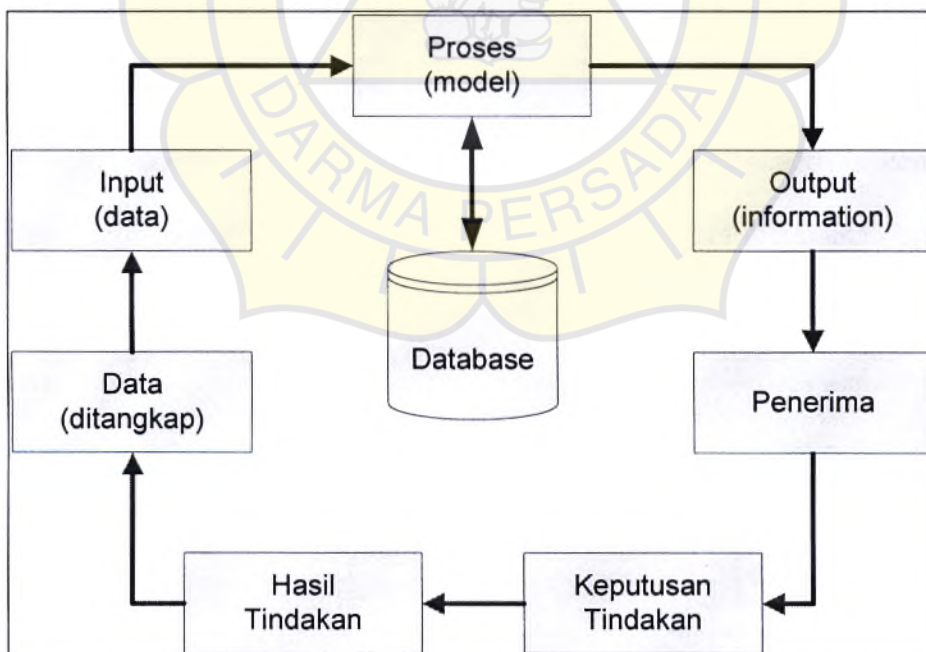 Proses
(model)
Input
(data)
Output
(information)
DARMA PERSADA
Database
Data
(ditangkap)
Penerima
Hasil
Tindakan
Keputusan
Tindakan